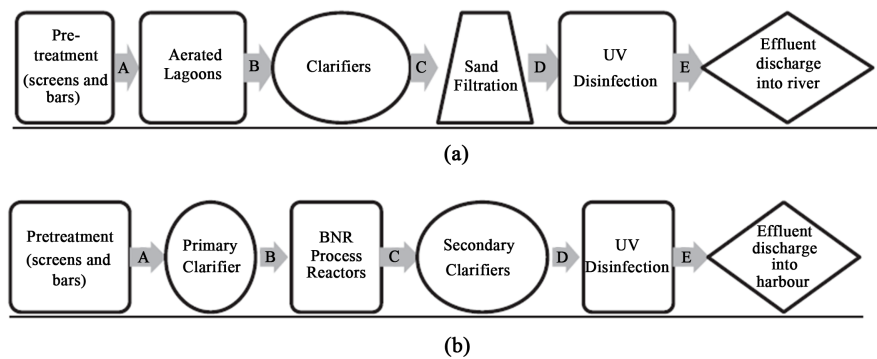 Pre-
treatment
(screens and
bars)
A
Aerated
Lagoons
B
Clarifiers
C
Sand
Filtration
D
UV
Disinfection
E
Effluent
discharge
into river
(a)
Pretreatment
(screens and
bars)
A
Primary
Clarifier
B
BNR
Process
Reactors
C
Secondary
Clarifiers
D
UV
Disinfection
E
Effluent
discharge
into
harbour
(b)